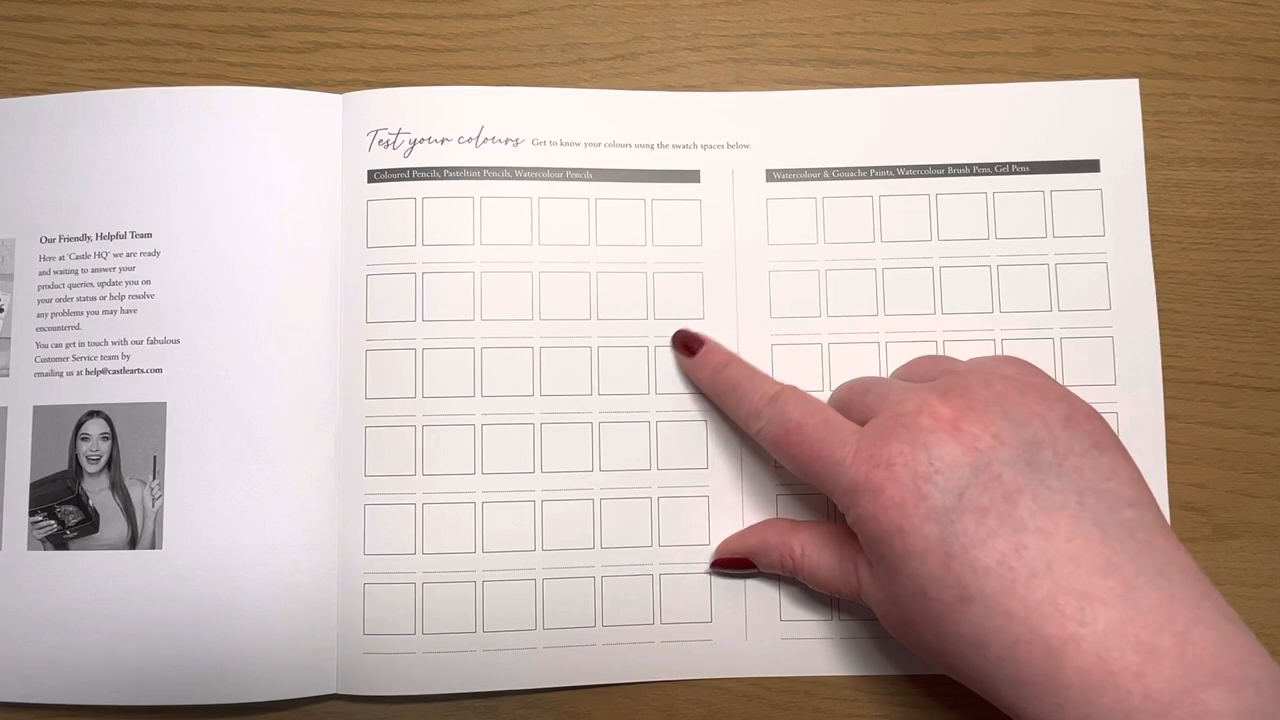 Our Friendly, Helpful Team
Here at 'Castle HQ' we are ready
and waiting to answer your
product queries, update you on
your order status or help resolve
any problems you may have
encountered.
You can get in touch with our fabulous
Customer Service team by
emailing us at help@castlearts.com
Test your colours Get to know your colours using the swatch spaces below.
Coloured Pencils, Pasteltint Pencils, Watercolour Pencils
Watercolour & Gouache Paints, Watercolour Brush Pens, Gel Pens